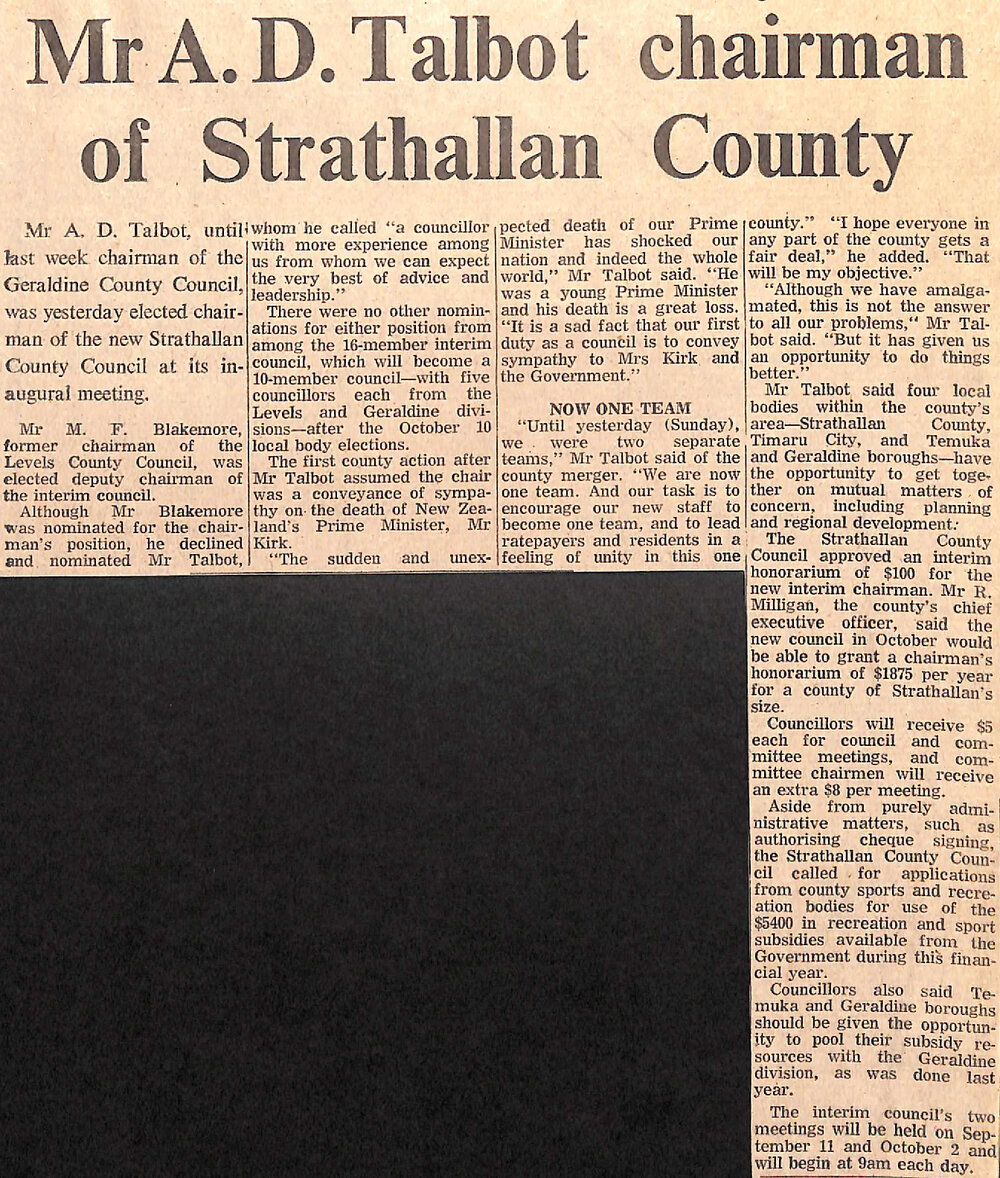 Mr A. D. Talbot chairman
of Strathallan County
Mr A. D. Talbot, until
last week chairman of the
Geraldine County Council,
was yesterday elected chair-
man of the new Strathallan
County Council at its in-
augural meeting.
Mr M. F. Blakemore,
former chairman of the
Levels County Council, was
elected deputy chairman of
the interim council.
Although Mr Blakemore
was nominated for the chair-
man's position, he declined
and nominated Mr Talbot,
whom he called "a councillor
with more experience among
us from whom we can expect
the very best of advice and
leadership."
There were no other nomin-
ations for either position from
among the 16-member interim
council, which will become a
10-member council—with five
councillors each from the
Levels and Geraldine divi-
sions—after the October 10
local body elections.
The first county action after
Mr Talbot assumed the chair
was a conveyance of sympa-
thy on the death of New Zea-
land's Prime Minister, Mr
Kirk.
"The sudden and unex-
pected death of our Prime
Minister has shocked our
nation and indeed the whole
world," Mr Talbot said. "He
was a young Prime Minister
and his death is a great loss.
"It is a sad fact that our first
duty as a council is to convey
sympathy to Mrs Kirk and
the Government."
NOW ONE TEAM
"Until yesterday (Sunday),
we were two separate
teams," Mr Talbot said of the
county merger. "We are now
one team. And our task is to
encourage our new staff to
become one team, and to lead
ratepayers and residents in a
feeling of unity in this one
county." "I hope everyone in
any part of the county gets a
fair deal," he added. "That
will be my objective."
"Although we have amalga-
mated, this is not the answer
to all our problems," Mr Tal-
bot said. "But it has given us
an opportunity to do things
better."
Mr Talbot said four local
bodies within the county's
area—Strathallan County,
Timaru City, and Temuka
and Geraldine boroughs—have
the opportunity to get toge-
ther on mutual matters of
concern, including planning
and regional development.
The Strathallan County
Council approved an interim
honorarium of $100 for the
new interim chairman. Mr R.
Milligan, the county's chief
executive officer, said the
new council in October would
be able to grant a chairman's
honorarium of $1875 per year
for a county of Strathallan's
size.
Councillors will receive $5
each for council and com-
mittee meetings, and com-
mittee chairmen will receive
an extra $8 per meeting.
Aside from purely admi-
nistrative matters, such as
authorising cheque signing,
the Strathallan County Coun-
cil called for applications
from county sports and recre-
ation bodies for use of the
$5400 in recreation and sport
subsidies available from the
Government during this finan-
cial year.
Councillors also said Te-
muka and Geraldine boroughs
should be given the opportun-
ity to pool their subsidy re-
sources with the Geraldine
division, as was done last
year.
The interim council's two
meetings will be held on Sep-
tember 11 and October 2 and
will begin at 9am each day.